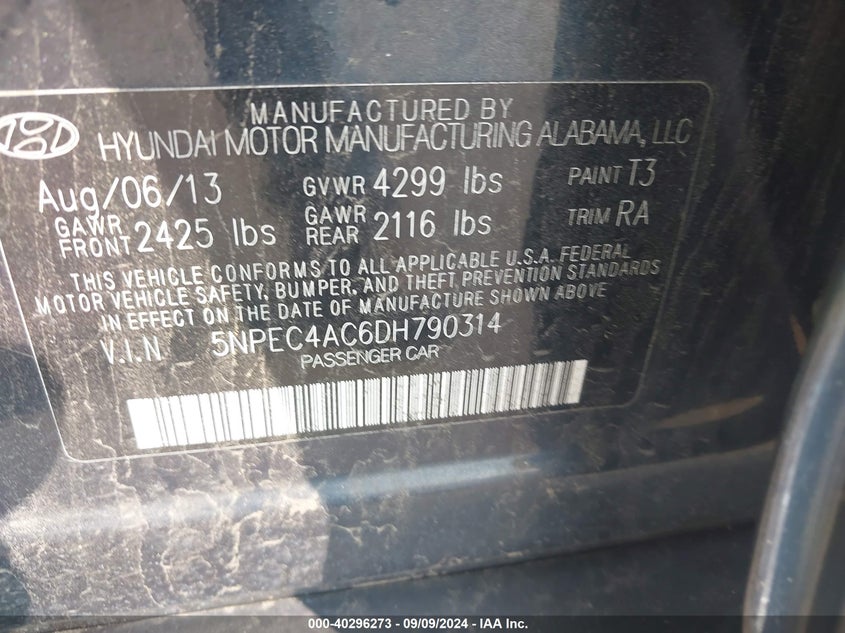 MANUFACTURED BY
HYUNDAI MOTOR MANUFACTURING ALABAMA, LLC
Aug/06/13 GVWR 4299 lbs PAINT T3
GAWR FRONT 2425 lbs GAWR REAR 2116 lbs TRIM RA
THIS VEHICLE CONFORMS TO ALL APPLICABLE U.S.A. FEDERAL
MOTOR VEHICLE SAFETY, BUMPER, AND THEFT PREVENTION STANDARDS
IN EFFECT ON THE DATE OF MANUFACTURE SHOWN ABOVE
V.I.N 5NPEC4AC6DH790314
PASSENGER CAR
000-40296273 - 09/09/2024 - IAA Inc.